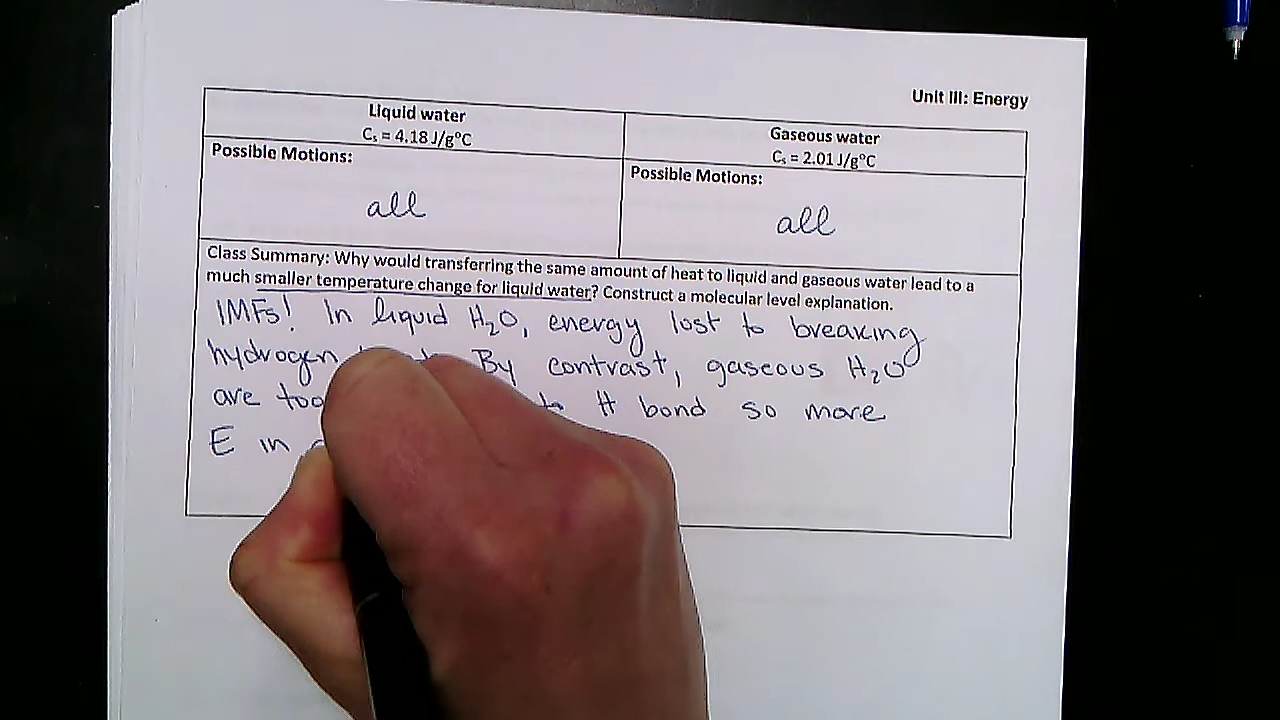 Unit III: Energy
Liquid water
Cs = 4.18 J/g°C
Gaseous water
Cs = 2.01 J/g°C
Possible Motions:
Possible Motions:
all
all
Class Summary: Why would transferring the same amount of heat to liquid and gaseous water lead to a
much smaller temperature change for liquid water? Construct a molecular level explanation.
IMFs! In liquid H₂O, energy lost to breaking
hydrogen By contrast, gaseous H₂O
are too to H bond so more
E in